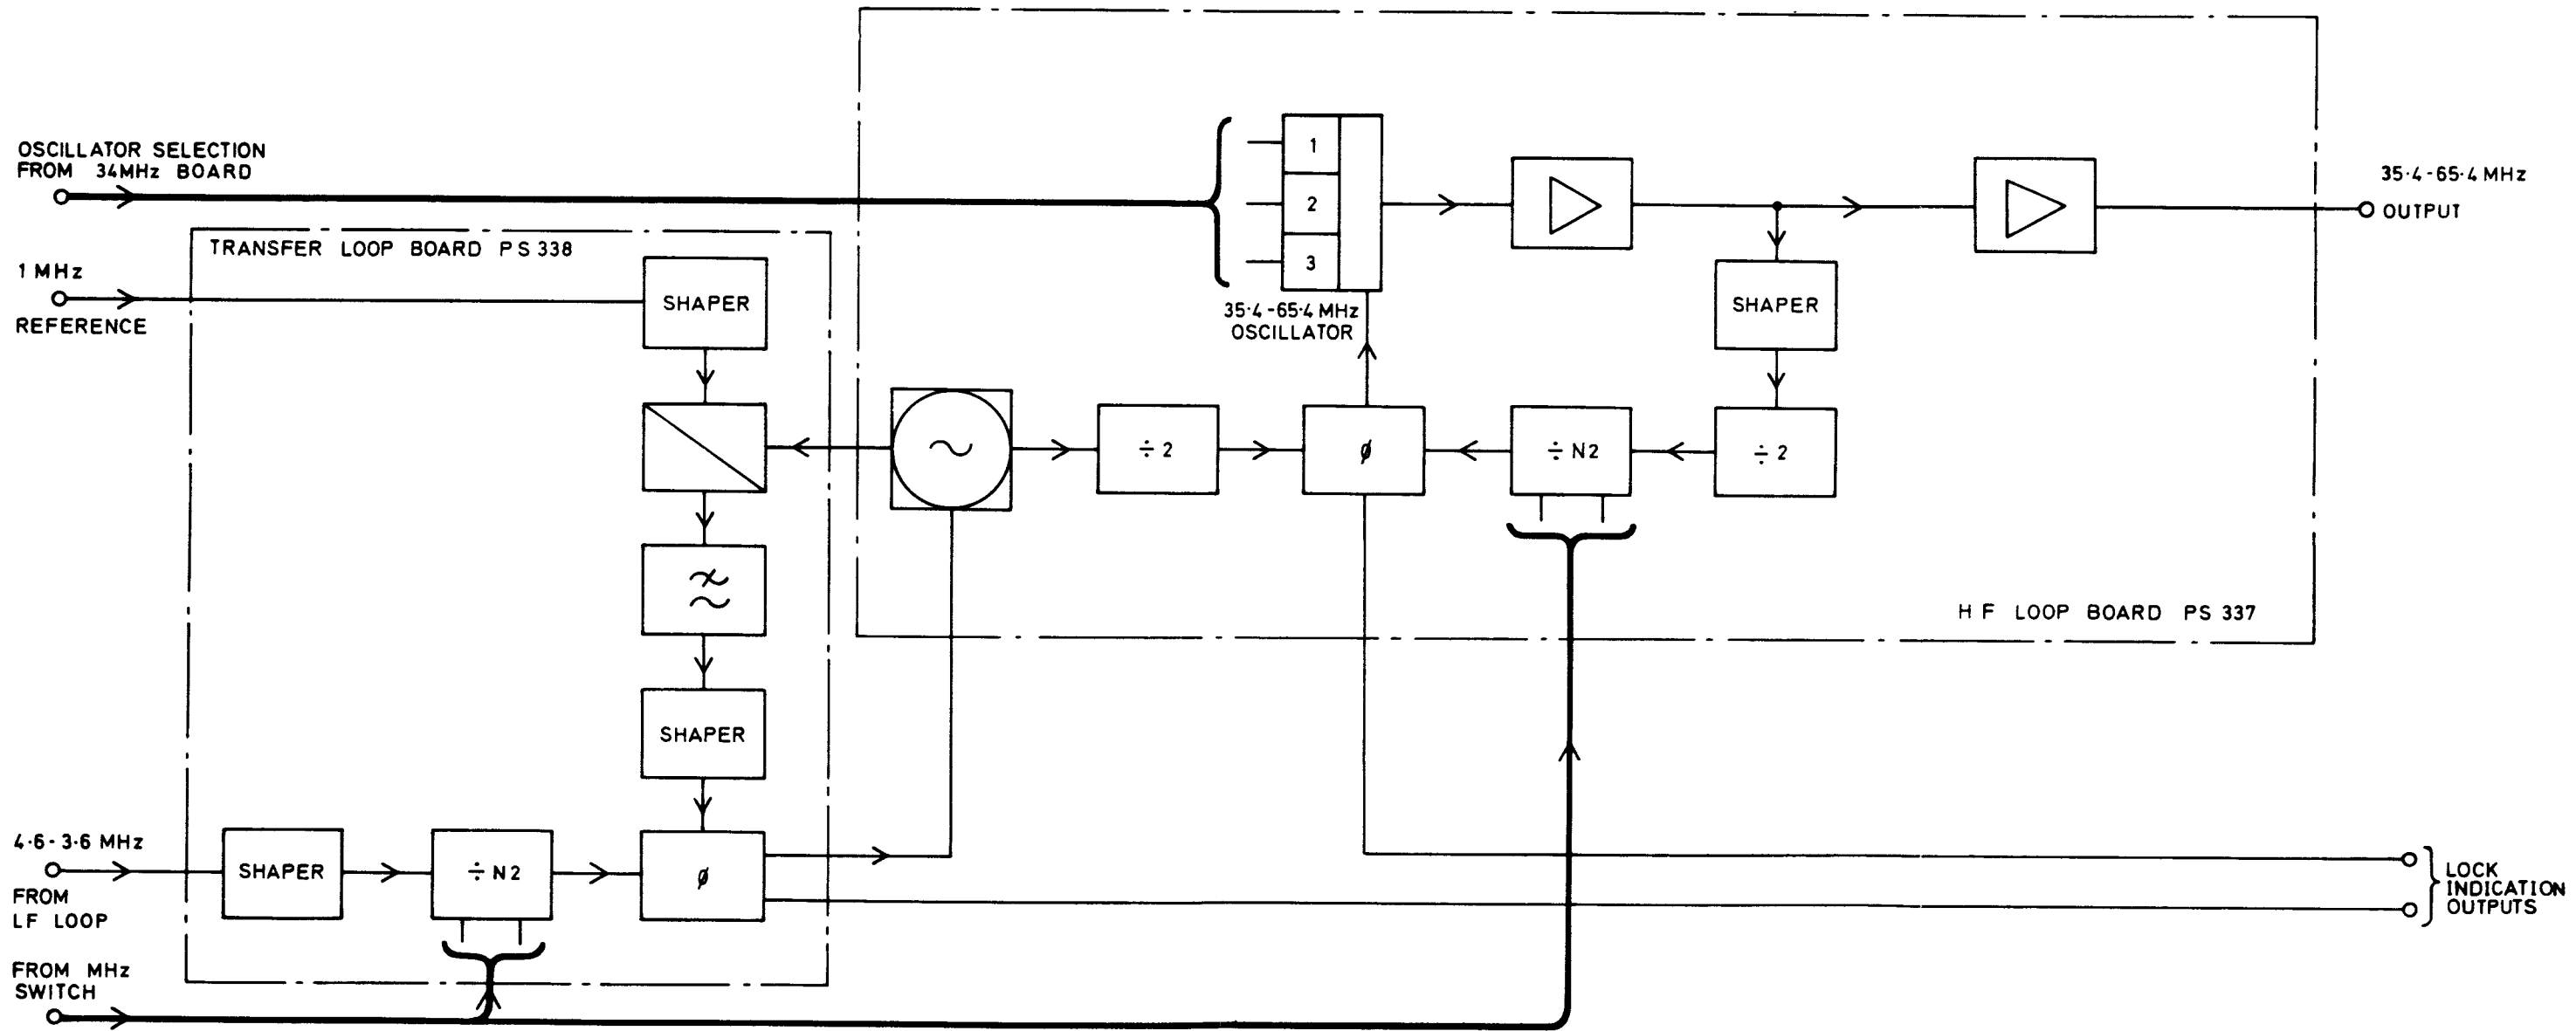 OSCILLATOR SELECTION
FROM 34MHz BOARD
1
2
3
35·4-65·4 MHz
OSCILLATOR
35·4-65·4 MHz
OUTPUT
TRANSFER LOOP BOARD PS 338
1 MHz
REFERENCE
SHAPER
SHAPER
~
÷ 2
ø
÷ N2
÷ 2
H F LOOP BOARD PS 337
SHAPER
4·6-3·6 MHz
FROM
LF LOOP
SHAPER
÷ N2
ø
LOCK
INDICATION
OUTPUTS
FROM MHz
SWITCH